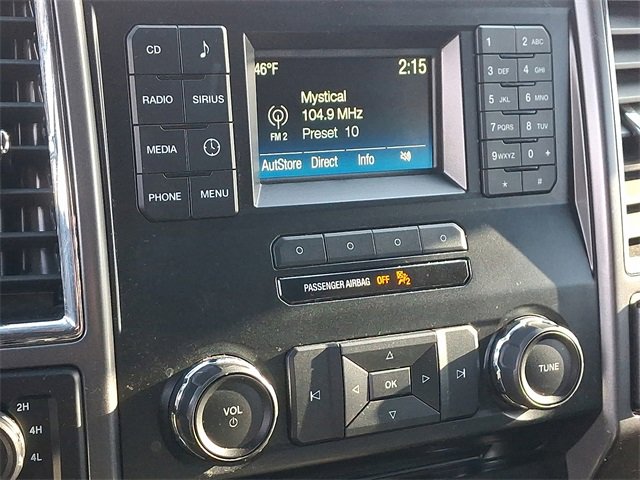 CD
RADIO SIRIUS
MEDIA
PHONE MENU
46°F 2:15
Mystical
104.9 MHz
FM 2 Preset 10
AutoStore Direct Info
1 2 ABC
3 DEF 4 GHI
5 JKL 6 MNO
7 PQRS 8 TUV
9 WXYZ 0 +
* #
PASSENGER AIRBAG OFF 2
VOL
OK
TUNE
2H
4H
4L